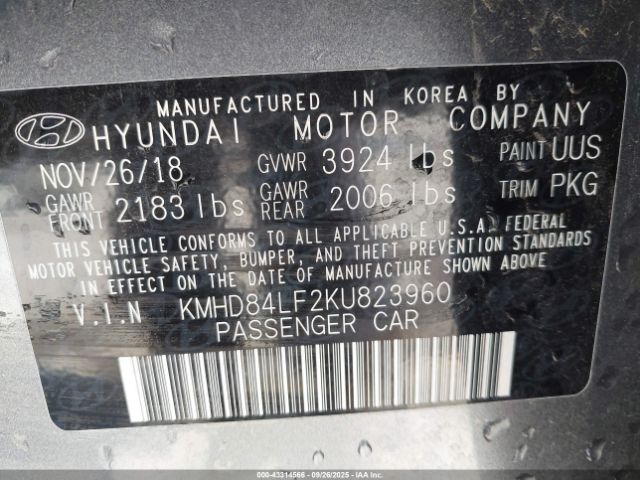 MANUFACTURED IN KOREA BY
HYUNDAI MOTOR COMPANY
NOV/26/18 GVWR 3924 lbs PAINT UUS
GAWR FRONT 2183 lbs GAWR REAR 2006 lbs TRIM PKG
THIS VEHICLE CONFORMS TO ALL APPLICABLE U.S.A. FEDERAL
MOTOR VEHICLE SAFETY, BUMPER, AND THEFT PREVENTION STANDARDS
IN EFFECT ON THE DATE OF MANUFACTURE SHOWN ABOVE.
V.I.N KMHD84LF2KU823960
PASSENGER CAR
000-43314566 - 09/26/2025 - IAAI.com